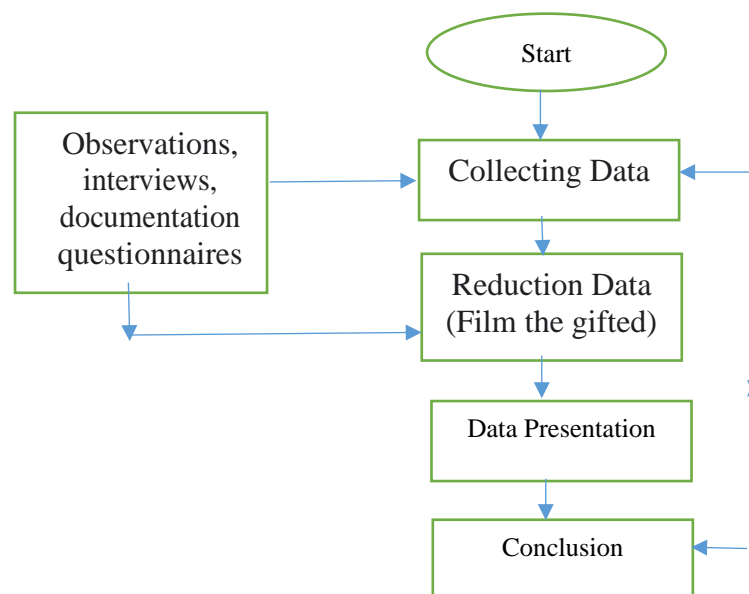 Start
Observations,
interviews,
documentation
questionnaires
Collecting Data
Reduction Data
(Film the gifted)
Data Presentation
Conclusion